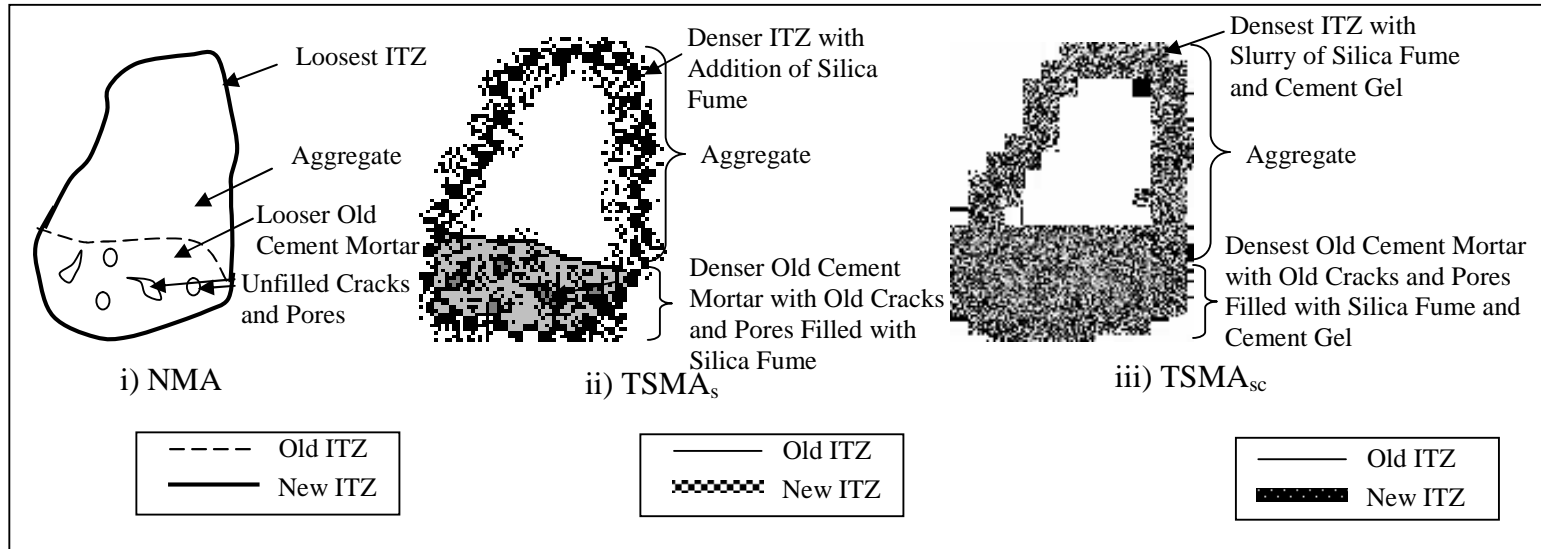 Loosest ITZ
Aggregate
Looser Old
Cement Mortar
Unfilled Cracks
and Pores
i) NMA
Old ITZ
New ITZ
Denser ITZ with
Addition of Silica
Fume
Aggregate
Denser Old Cement
Mortar with Old Cracks
and Pores Filled with
Silica Fume
ii) TSMAs
Old ITZ
New ITZ
Densest ITZ with
Slurry of Silica Fume
and Cement Gel
Aggregate
Densest Old Cement Mortar
with Old Cracks and Pores
Filled with Silica Fume and
Cement Gel
iii) TSMAsc
Old ITZ
New ITZ